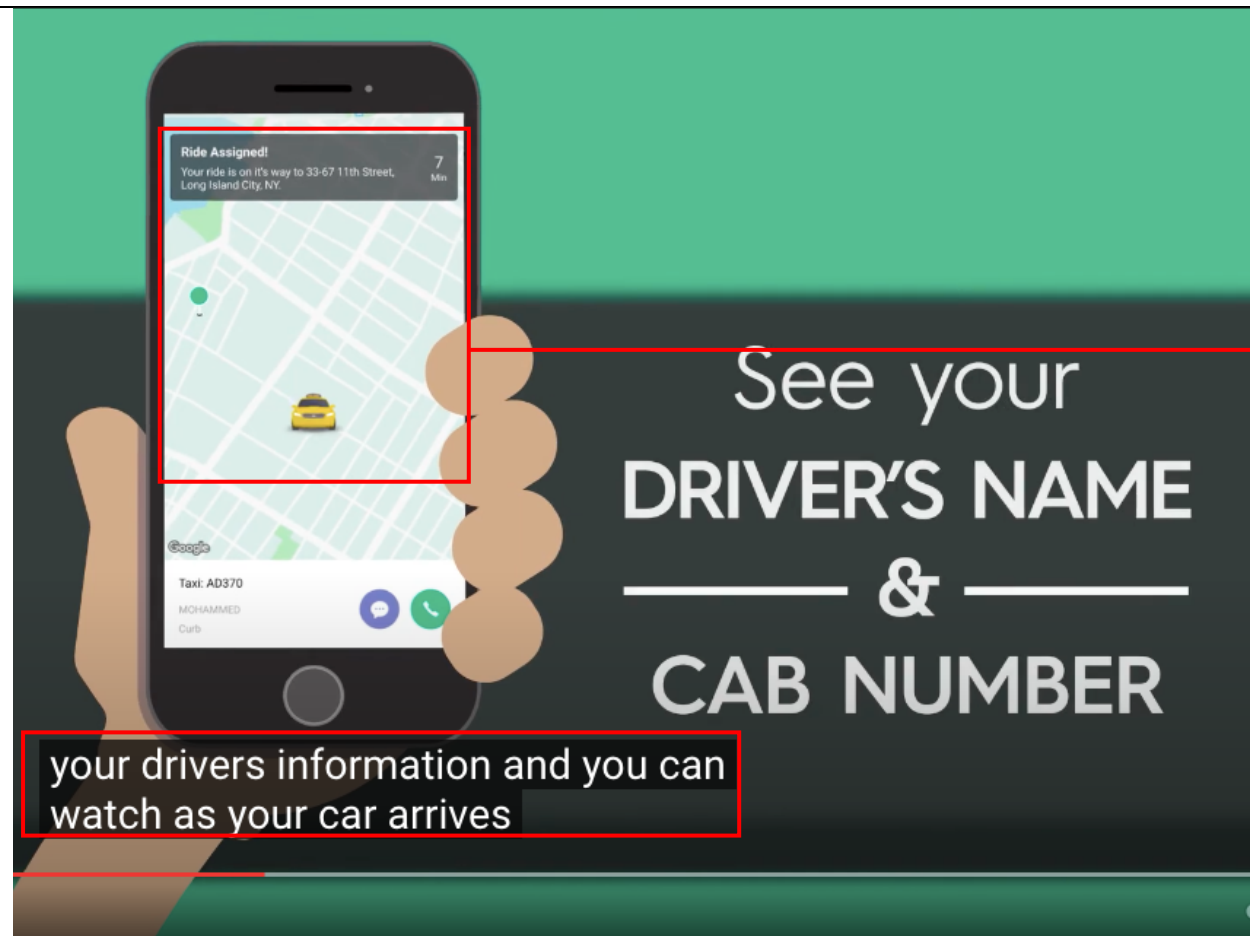 Ride Assigned!
Your ride is on it's way to 33-67 11th Street,
Long Island City, NY.
7
Min
Google
Taxi: AD370
MOHAMMED
Curb
See your
DRIVER'S NAME
&
CAB NUMBER
your drivers information and you can
watch as your car arrives